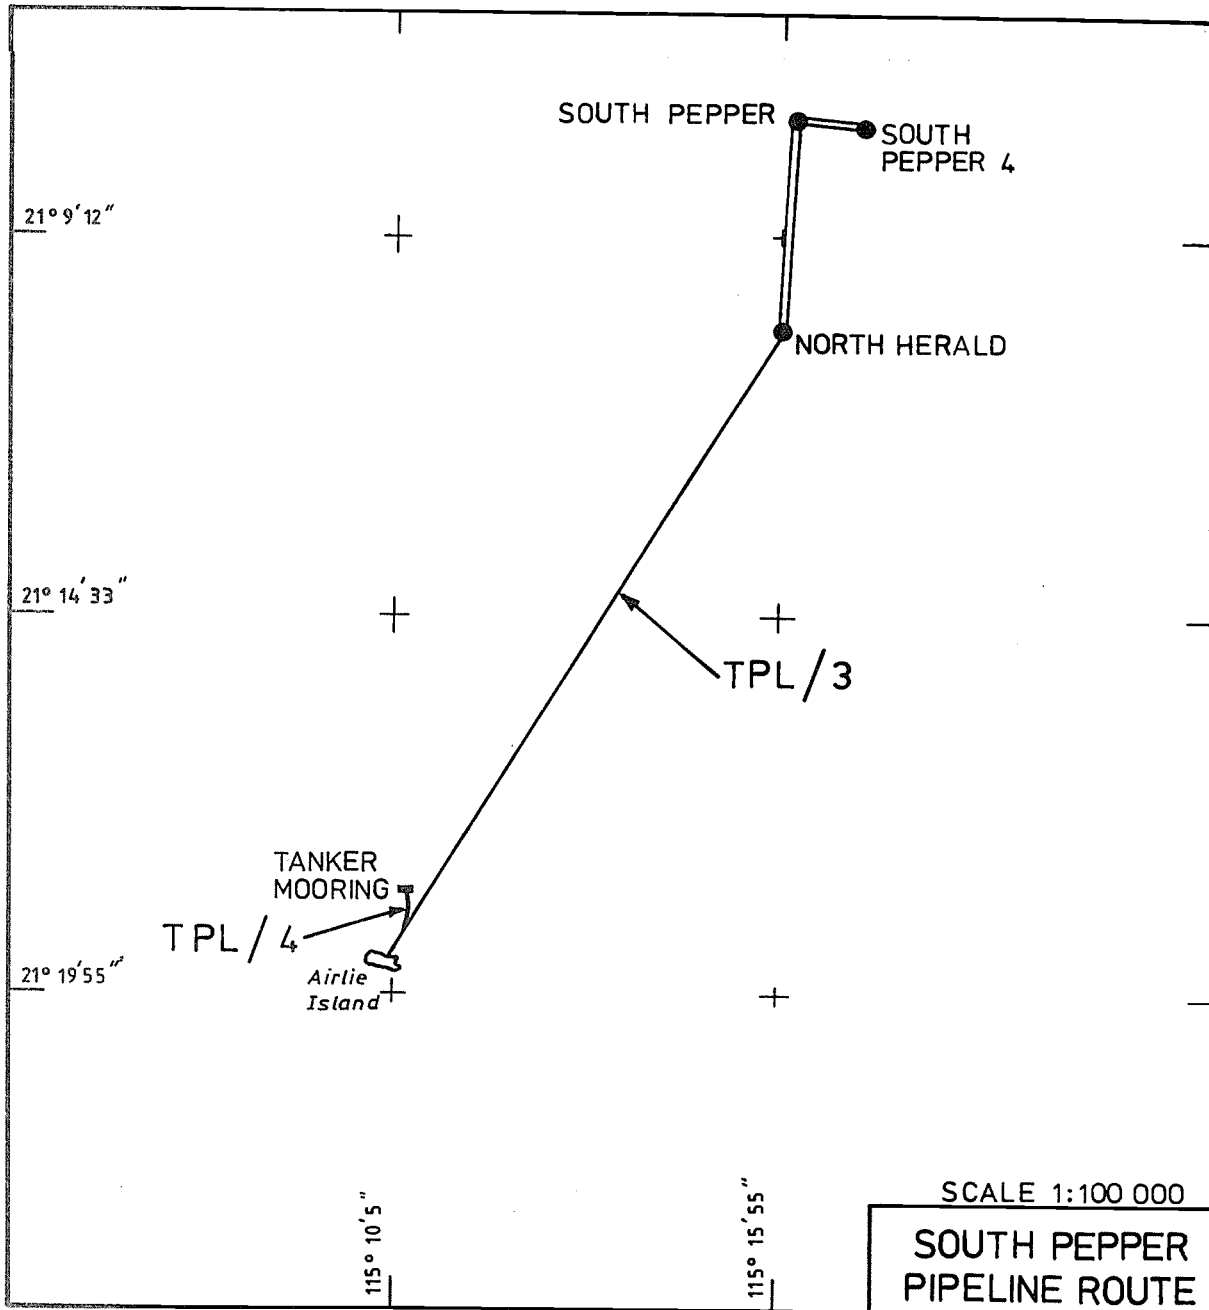 SOUTH PEPPER
SOUTH
PEPPER 4
21° 9' 12"
NORTH HERALD
21° 14' 33"
TPL/3
TANKER
MOORING
TPL/4
21° 19' 55"
Airlie
Island
115° 10' 5"
115° 15' 55"
SCALE 1:100 000
SOUTH PEPPER
PIPELINE ROUTE